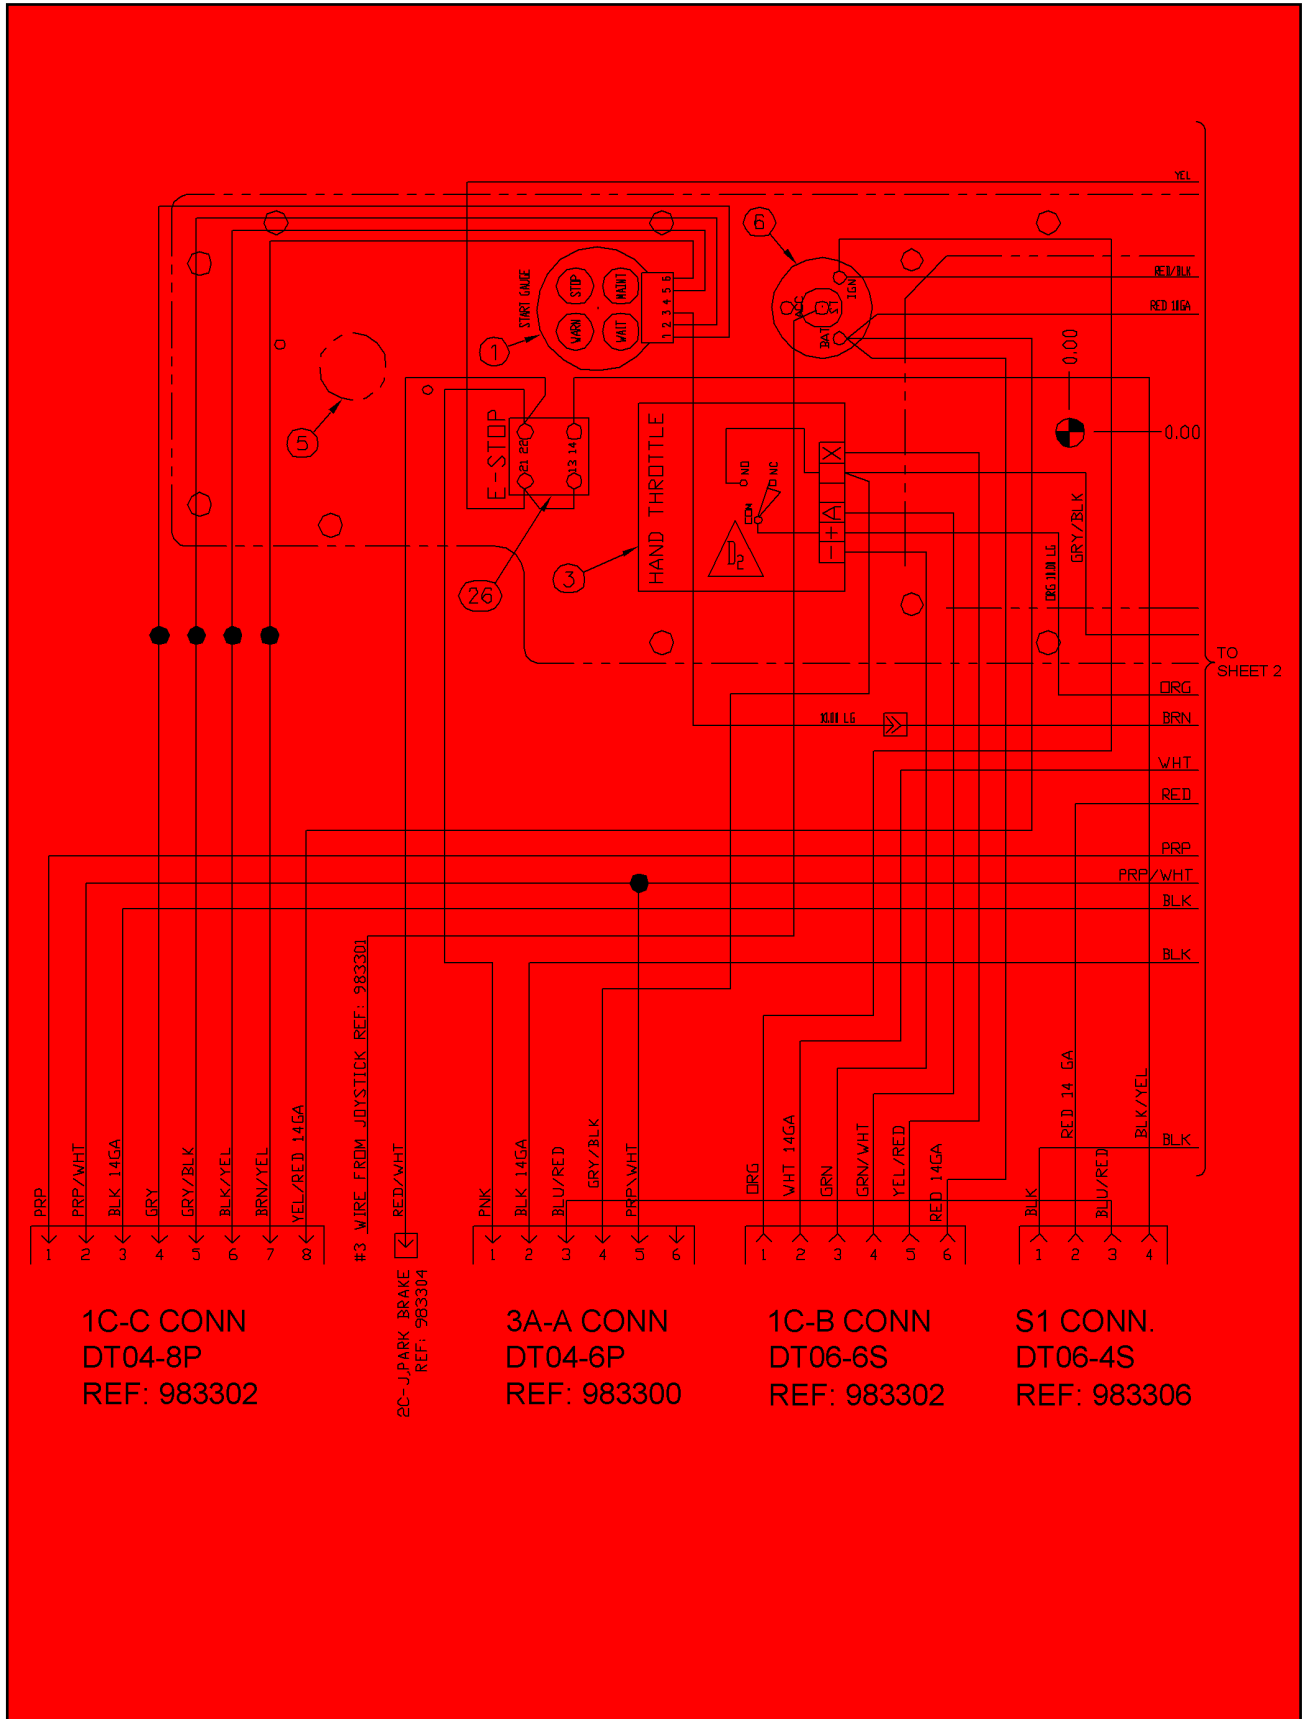 YEL
RED/BLK
RED 10GA
6
IGN
ST
BAT
START GAUGE
STOP
MAINT
WARN
WAIT
1 2 3 4 5 6
1
5
E-STOP
21 22
13 14
26
HAND THROTTLE
NO
NC
COM
D2
X
A
+
-
3
0.00
0.00
GRY/BLK
TO
SHEET 2
ORG
BRN
WHT
RED
PRP
PRP/WHT
BLK
BLK
BLK
PRP
PRP/WHT
BLK 14GA
GRY
GRY/BLK
BLK/YEL
BRN/YEL
YEL/RED 14GA
#3 WIRE FROM JOYSTICK REF: 983301
RED/WHT
PNK
BLK 14GA
BLU/RED
GRY/BLK
PRP\WHT
ORG
WHT 14GA
GRN
GRN/WHT
YEL/RED
RED 14GA
BLK
RED 14 GA
BLU/RED
BLK/YEL
1 2 3 4 5 6 7 8
1 2 3 4 5 6
1 2 3 4 5 6
1 2 3 4
2C-J,PARK BRAKE
REF: 983304
1C-C CONN
DT04-8P
REF: 983302
3A-A CONN
DT04-6P
REF: 983300
1C-B CONN
DT06-6S
REF: 983302
S1 CONN.
DT06-4S
REF: 983306